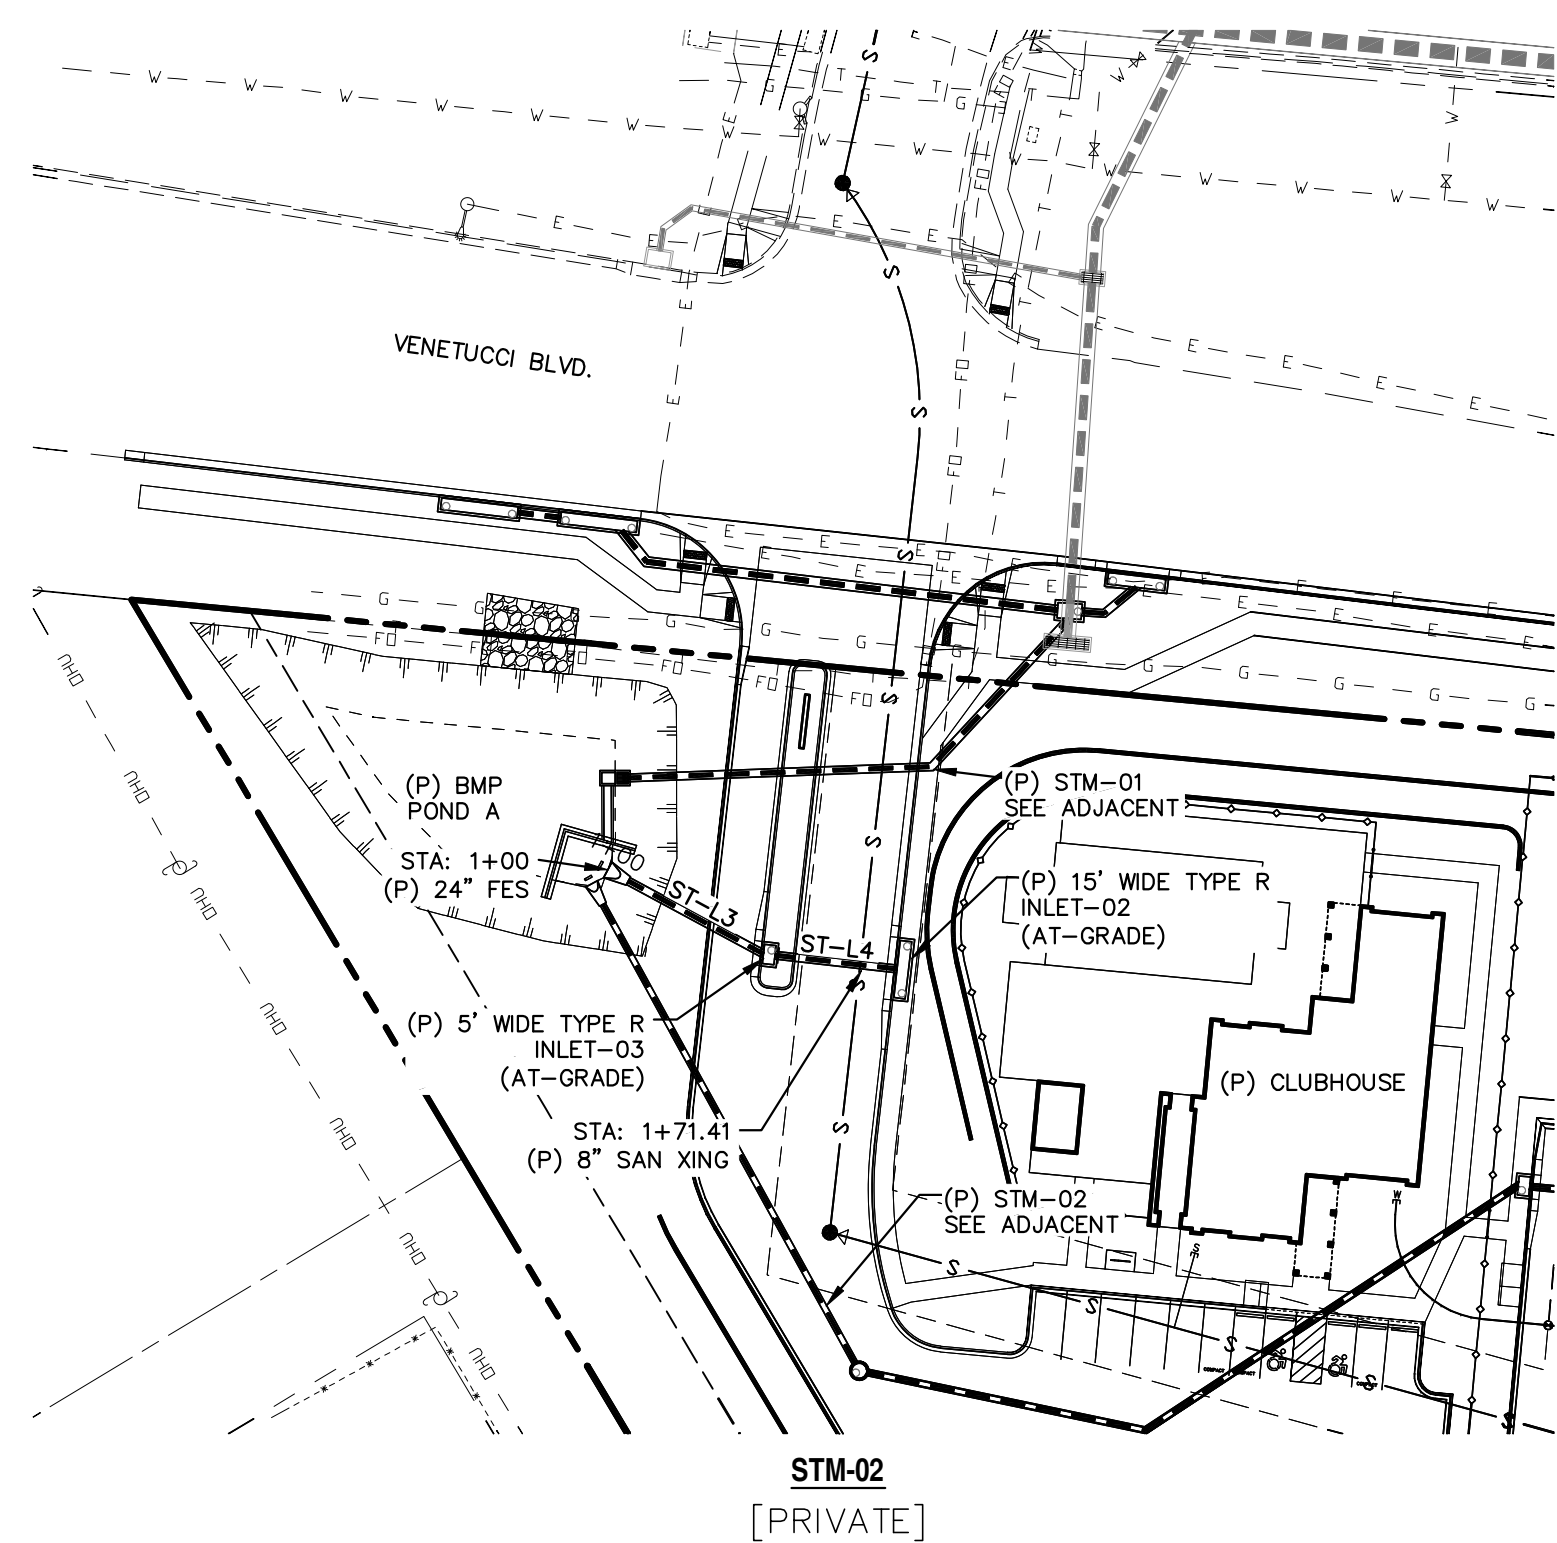 VENETUCCI BLVD.
(P) BMP
POND A
(P) STM-01
SEE ADJACENT
STA: 1+00
(P) 24" FES
ST-L3
(P) 15' WIDE TYPE R
INLET-02
(AT-GRADE)
ST-L4
(P) 5' WIDE TYPE R
INLET-03
(AT-GRADE)
(P) CLUBHOUSE
STA: 1+71.41
(P) 8" SAN XING
(P) STM-02
SEE ADJACENT
STM-02
[PRIVATE]